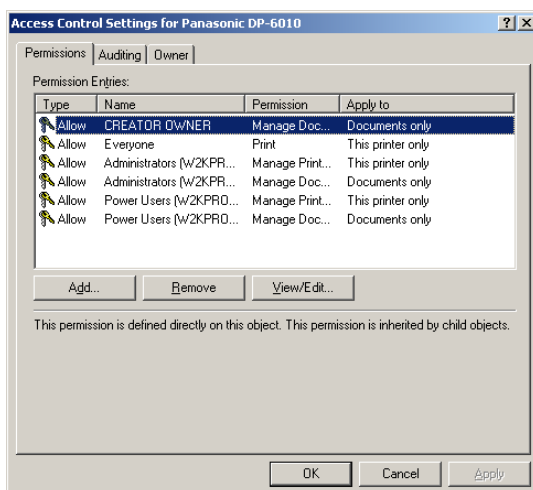 Access Control Settings for Panasonic DP-6010
Permissions Auditing Owner
Permission Entries:
Type Name Permission Apply to
Allow CREATOR OWNER Manage Doc... Documents only
Allow Everyone Print This printer only
Allow Administrators (W2KPR... Manage Print... This printer only
Allow Administrators (W2KPR... Manage Doc... Documents only
Allow Power Users (W2KPRO... Manage Print... This printer only
Allow Power Users (W2KPRO... Manage Doc... Documents only
Add... Remove View/Edit...
This permission is defined directly on this object. This permission is inherited by child objects.
OK Cancel Apply